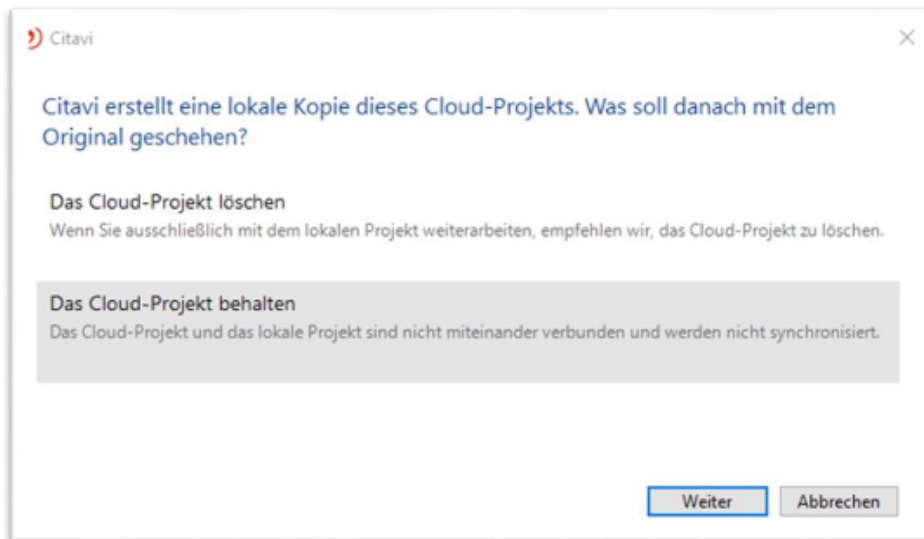 Citavi
Citavi erstellt eine lokale Kopie dieses Cloud-Projekts. Was soll danach mit dem
Original geschehen?
Das Cloud-Projekt löschen
Wenn Sie ausschließlich mit dem lokalen Projekt weiterarbeiten, empfehlen wir, das Cloud-Projekt zu löschen.
Das Cloud-Projekt behalten
Das Cloud-Projekt und das lokale Projekt sind nicht miteinander verbunden und werden nicht synchronisiert.
Weiter Abbrechen